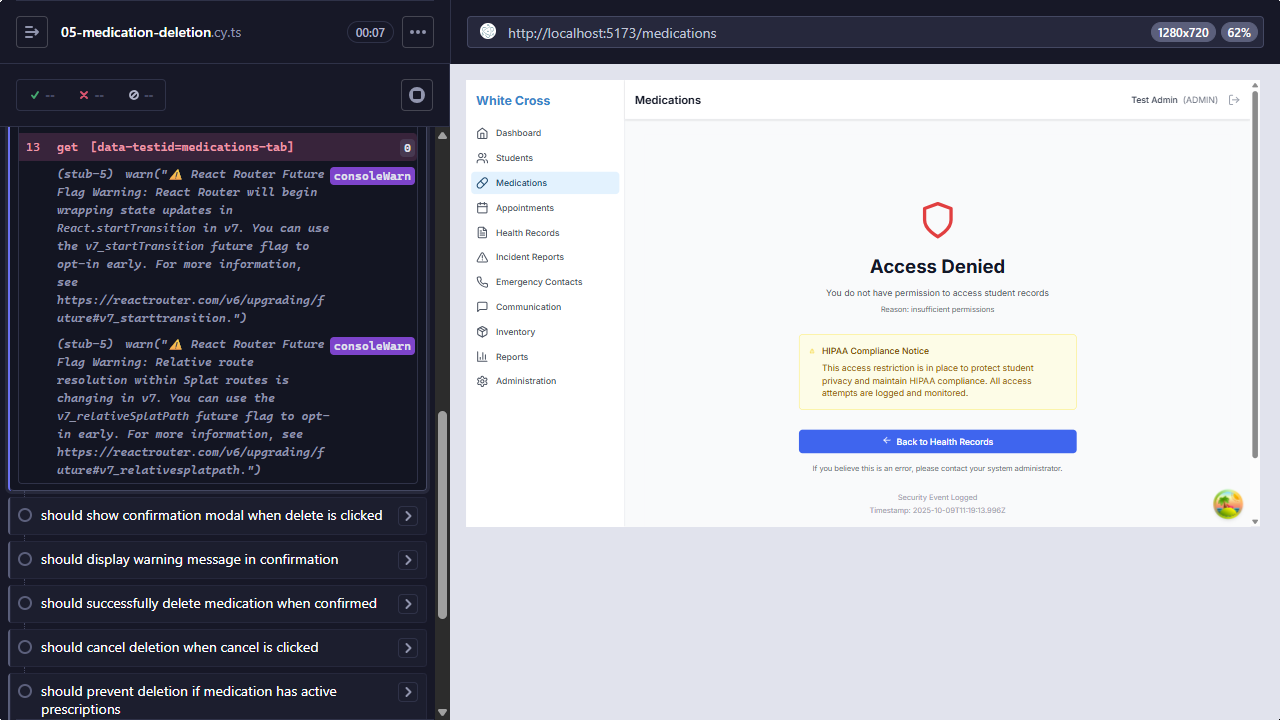 05-medication-deletion.cy.ts
00:07
--
--
--
13 get [data-testid=medications-tab] 0
(stub-5) warn("⚠️ React Router Future consoleWarn
Flag Warning: React Router will begin
wrapping state updates in
React.startTransition in v7. You can use
the v7_startTransition future flag to
opt-in early. For more information,
see
https://reactrouter.com/v6/upgrading/f
uture#v7_starttransition.")
(stub-5) warn("⚠️ React Router Future consoleWarn
Flag Warning: Relative route
resolution within Splat routes is
changing in v7. You can use the
v7_relativeSplatPath future flag to opt-
in early. For more information, see
https://reactrouter.com/v6/upgrading/f
uture#v7_relativesplatpath.")
should show confirmation modal when delete is clicked
should display warning message in confirmation
should successfully delete medication when confirmed
should cancel deletion when cancel is clicked
should prevent deletion if medication has active
prescriptions
http://localhost:5173/medications
1280x720
62%
White Cross
Dashboard
Students
Medications
Appointments
Health Records
Incident Reports
Emergency Contacts
Communication
Inventory
Reports
Administration
Medications
Test Admin (ADMIN)
Access Denied
You do not have permission to access student records
Reason: insufficient permissions
HIPAA Compliance Notice
This access restriction is in place to protect student
privacy and maintain HIPAA compliance. All access
attempts are logged and monitored.
Back to Health Records
If you believe this is an error, please contact your system administrator.
Security Event Logged
Timestamp: 2025-10-09T11:19:13.996Z